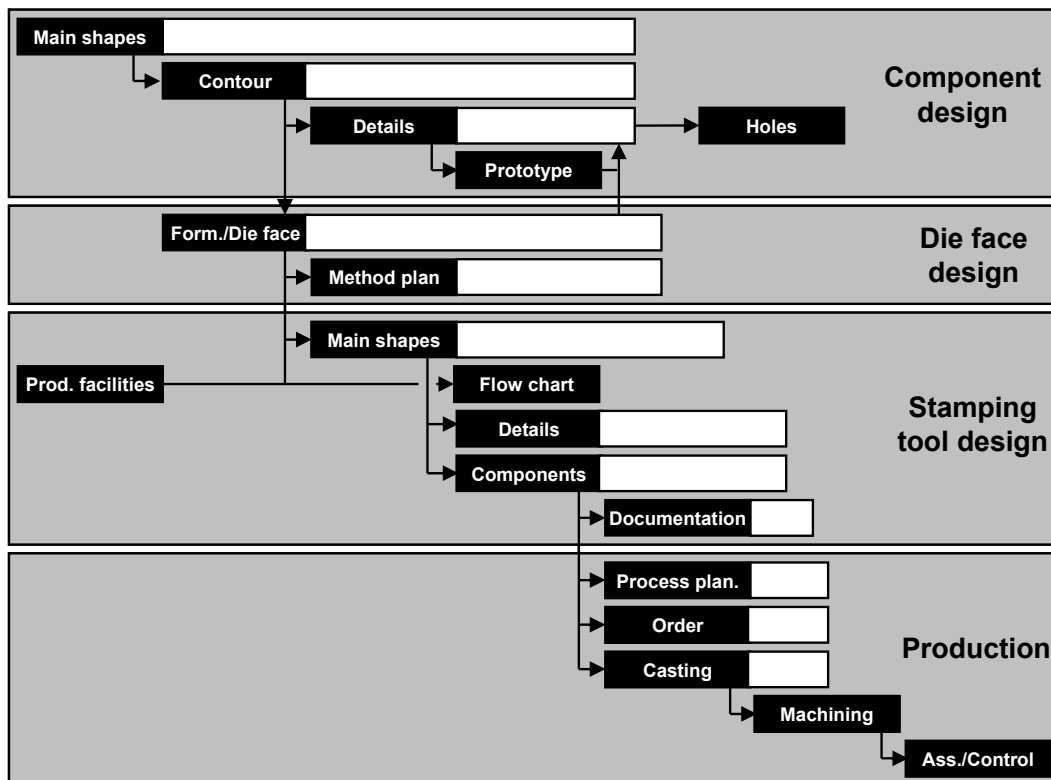 Main shapes
Contour
Details
Holes
Prototype
Component
design
Form./Die face
Method plan
Die face
design
Main shapes
Prod. facilities
Flow chart
Details
Components
Documentation
Stamping
tool design
Process plan.
Order
Casting
Machining
Ass./Control
Production